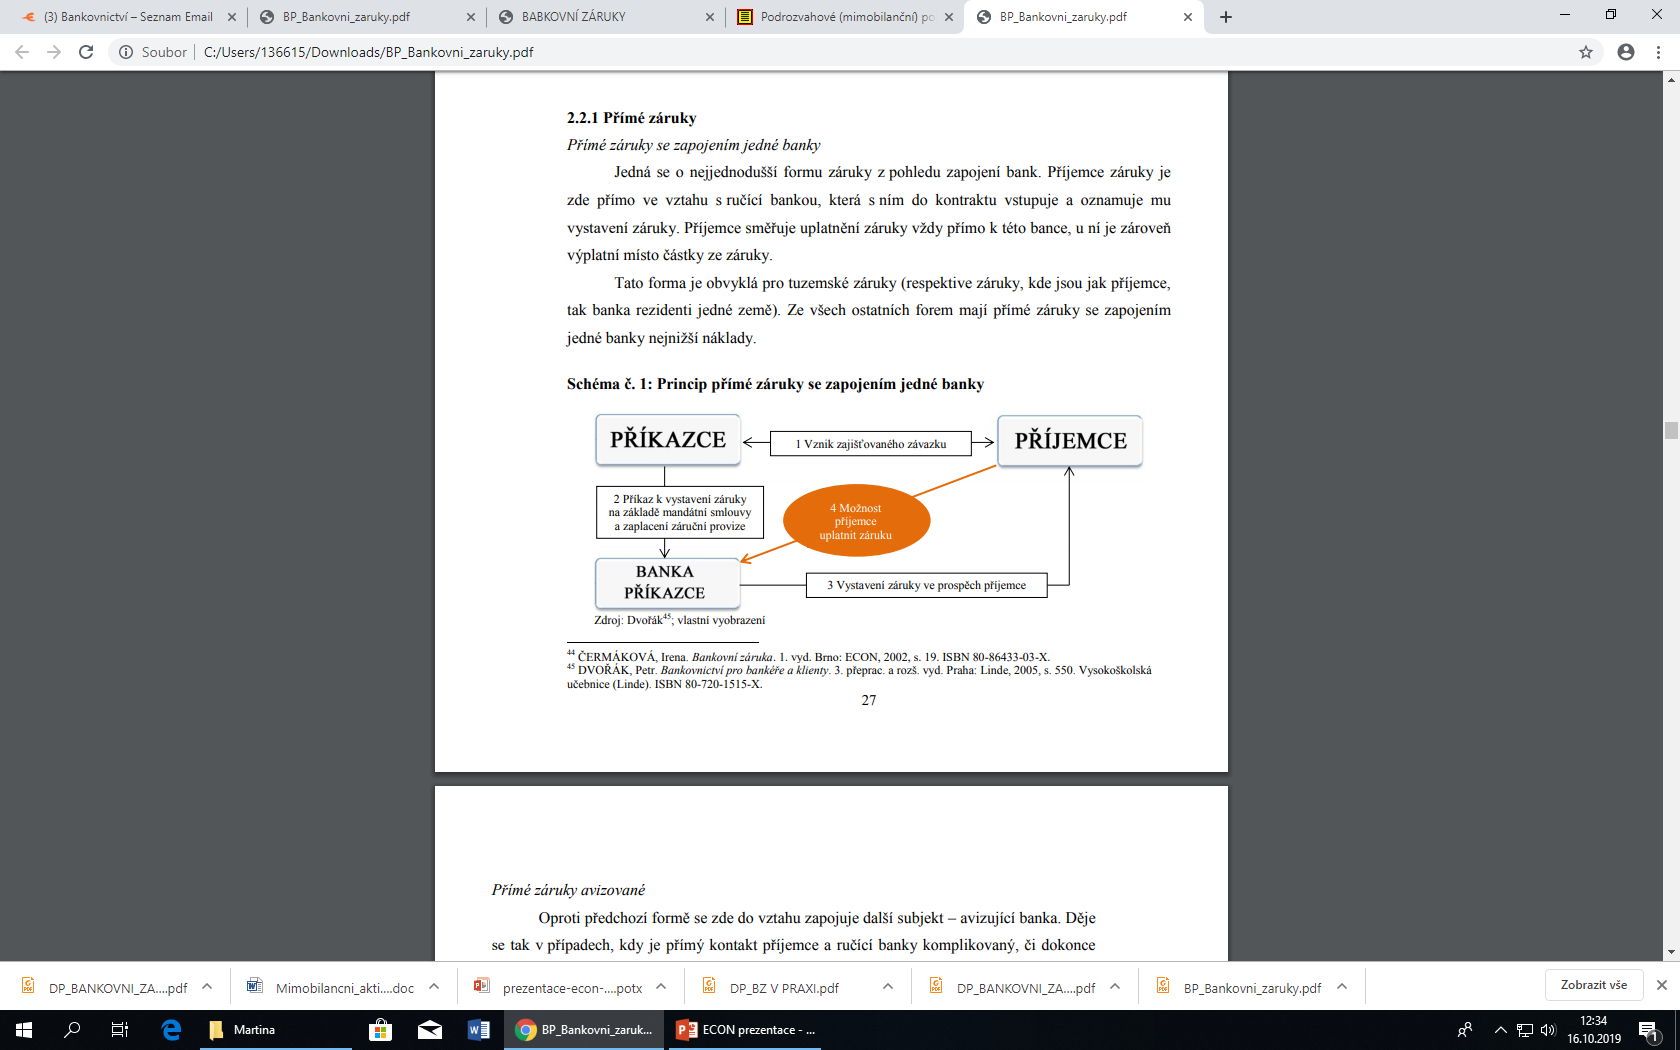 (3) Bankovnictví – Seznam Email
BP_Bankovni_zaruky.pdf
BABKOVNÍ ZÁRUKY
Podrozvahové (mimobilanční) po
BP_Bankovni_zaruky.pdf
Soubor
C:/Users/136615/Downloads/BP_Bankovni_zaruky.pdf
2.2.1 Přímé záruky
Přímé záruky se zapojením jedné banky
Jedná se o nejjednodušší formu záruky z pohledu zapojení bank. Příjemce záruky je
zde přímo ve vztahu s ručící bankou, která s ním do kontraktu vstupuje a oznamuje mu
vystavení záruky. Příjemce směřuje uplatnění záruky vždy přímo k této bance, u ní je zároveň
výplatní místo částky ze záruky.
Tato forma je obvyklá pro tuzemské záruky (respektive záruky, kde jsou jak příjemce,
tak banka rezidenti jedné země). Ze všech ostatních forem mají přímé záruky se zapojením
jedné banky nejnižší náklady.
Schéma č. 1: Princip přímé záruky se zapojením jedné banky
PŘÍKAZCE
1 Vznik zajišťovaného závazku
PŘÍJEMCE
2 Příkaz k vystavení záruky
na základě mandátní smlouvy
a zaplacení záruční provize
4 Možnost
příjemce
uplatnit záruku
BANKA
PŘÍKAZCE
3 Vystavení záruky ve prospěch příjemce
Zdroj: Dvořák45; vlastní vyobrazení
44 ČERMÁKOVÁ, Irena. Bankovní záruka. 1. vyd. Brno: ECON, 2002, s. 19. ISBN 80-86433-03-X.
45 DVOŘÁK, Petr. Bankovnictví pro bankéře a klienty. 3. přeprac. a rozš. vyd. Praha: Linde, 2005, s. 550. Vysokoškolská
učebnice (Linde). ISBN 80-720-1515-X.
27
Přímé záruky avizované
Oproti předchozí formě se zde do vztahu zapojuje další subjekt – avizující banka. Děje
se tak v případech, kdy je přímý kontakt příjemce a ručící banky komplikovaný, či dokonce
DP_BANKOVNI_ZA....pdf
Mimobilancni_akti....doc
prezentace-econ-....potx
DP_BZ V PRAXI.pdf
DP_BANKOVNI_ZA....pdf
BP_Bankovni_zaruky.pdf
Zobrazit vše
Martina
BP_Bankovni_zaruk...
ECON prezentace - ...
12:34
16.10.2019
1